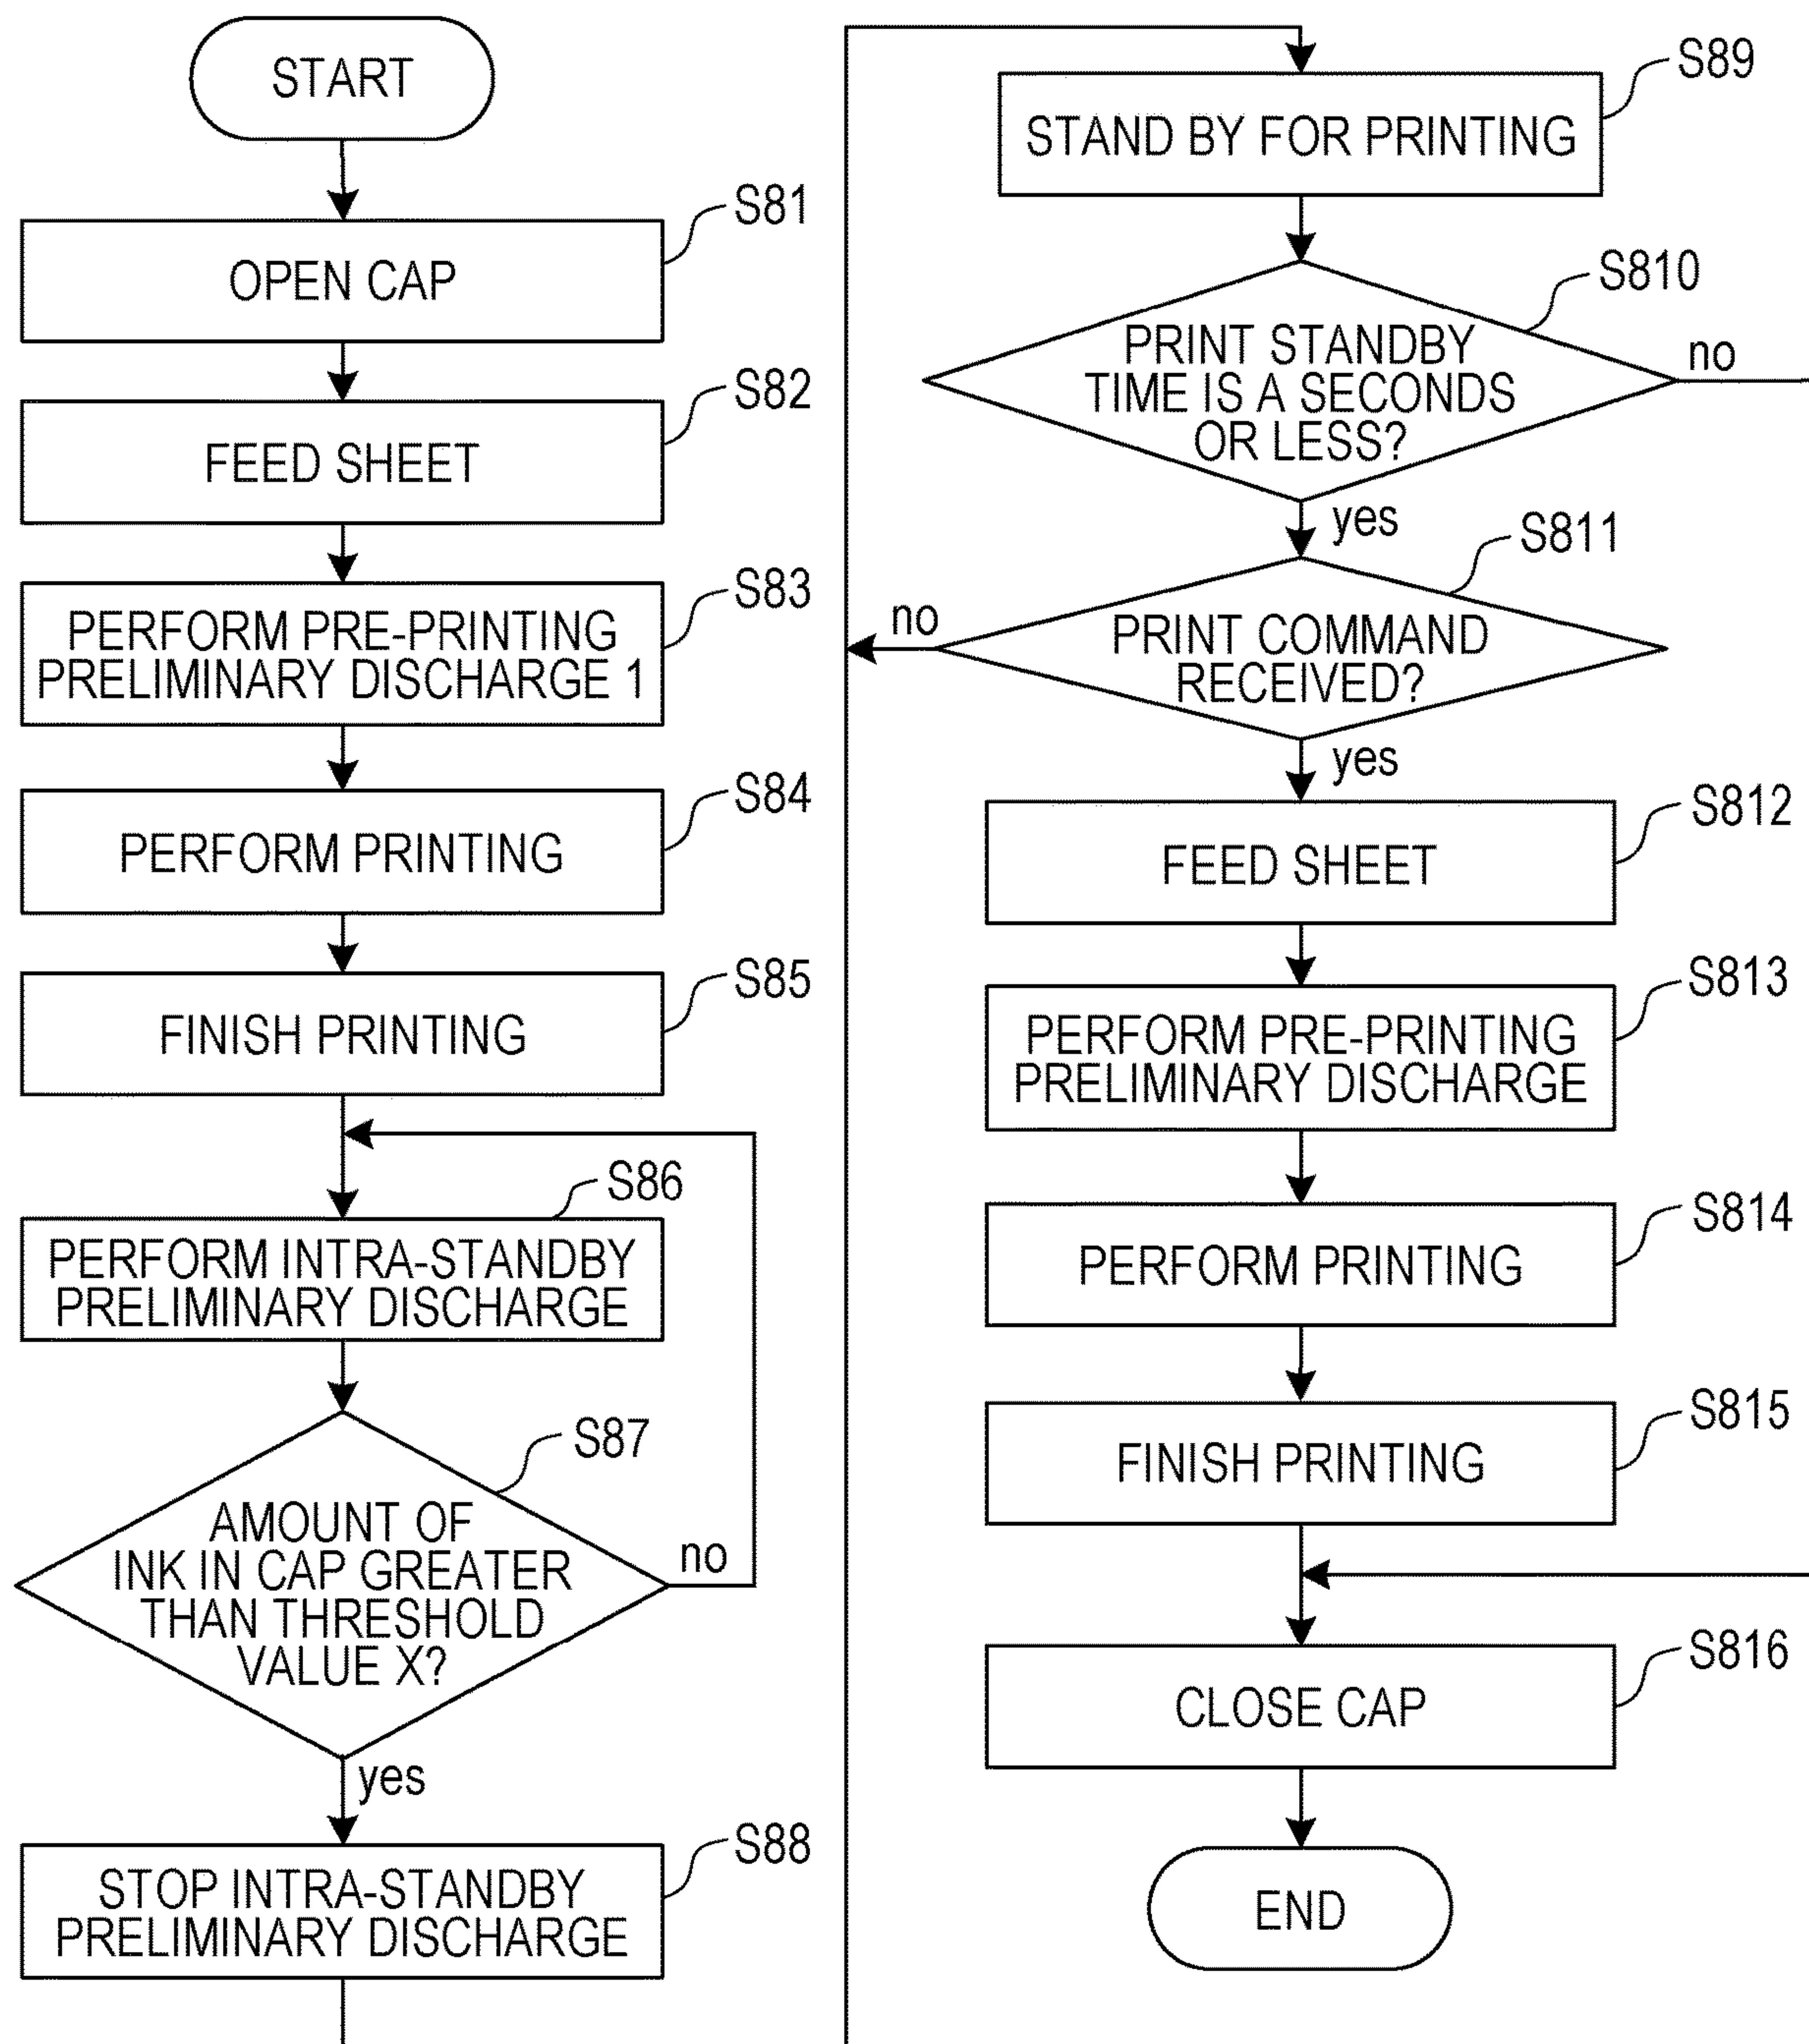 START
S81
OPEN CAP
S82
FEED SHEET
S83
PERFORM PRE-PRINTING
PRELIMINARY DISCHARGE 1
S84
PERFORM PRINTING
S85
FINISH PRINTING
S86
PERFORM INTRA-STANDBY
PRELIMINARY DISCHARGE
S87
AMOUNT OF
INK IN CAP GREATER
THAN THRESHOLD
VALUE X?
no
yes
S88
STOP INTRA-STANDBY
PRELIMINARY DISCHARGE
S89
STAND BY FOR PRINTING
S810
PRINT STANDBY
TIME IS A SECONDS
OR LESS?
no
yes
S811
PRINT COMMAND
RECEIVED?
no
yes
S812
FEED SHEET
S813
PERFORM PRE-PRINTING
PRELIMINARY DISCHARGE
S814
PERFORM PRINTING
S815
FINISH PRINTING
S816
CLOSE CAP
END